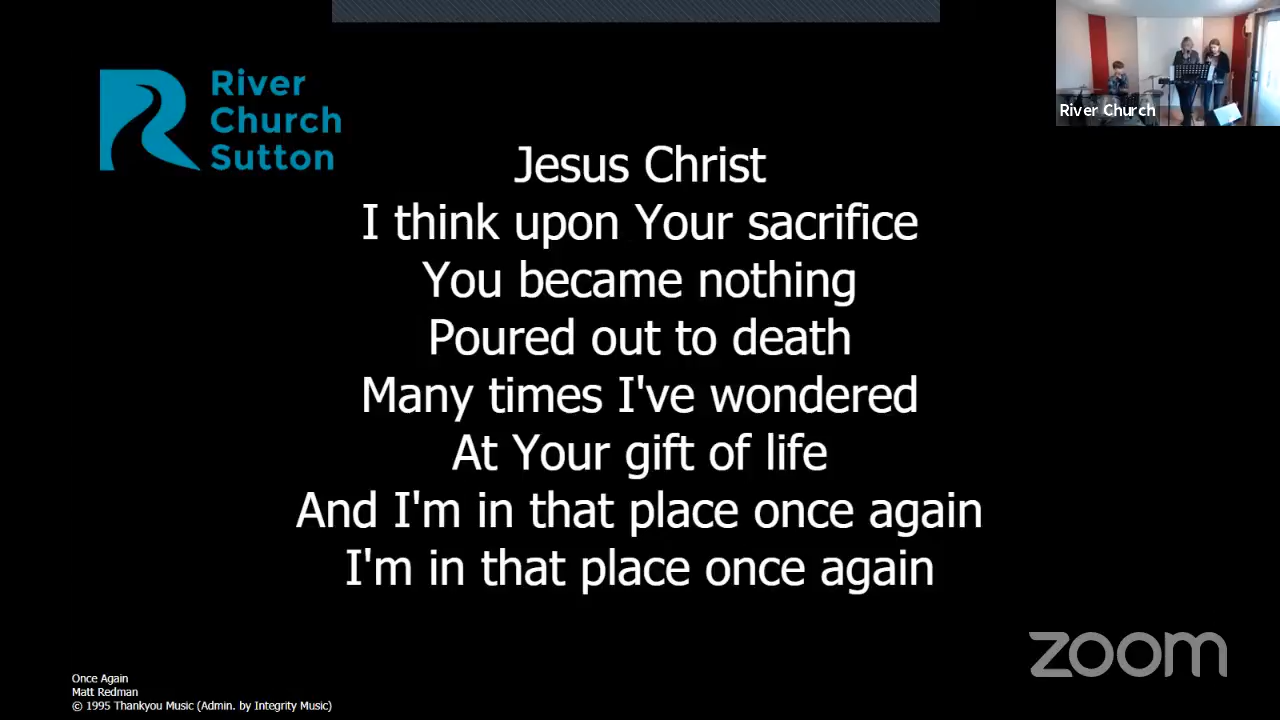 River
Church
Sutton
River Church
Jesus Christ
I think upon Your sacrifice
You became nothing
Poured out to death
Many times I've wondered
At Your gift of life
And I'm in that place once again
I'm in that place once again
zoom
Once Again
Matt Redman
© 1995 Thankyou Music (Admin. by Integrity Music)